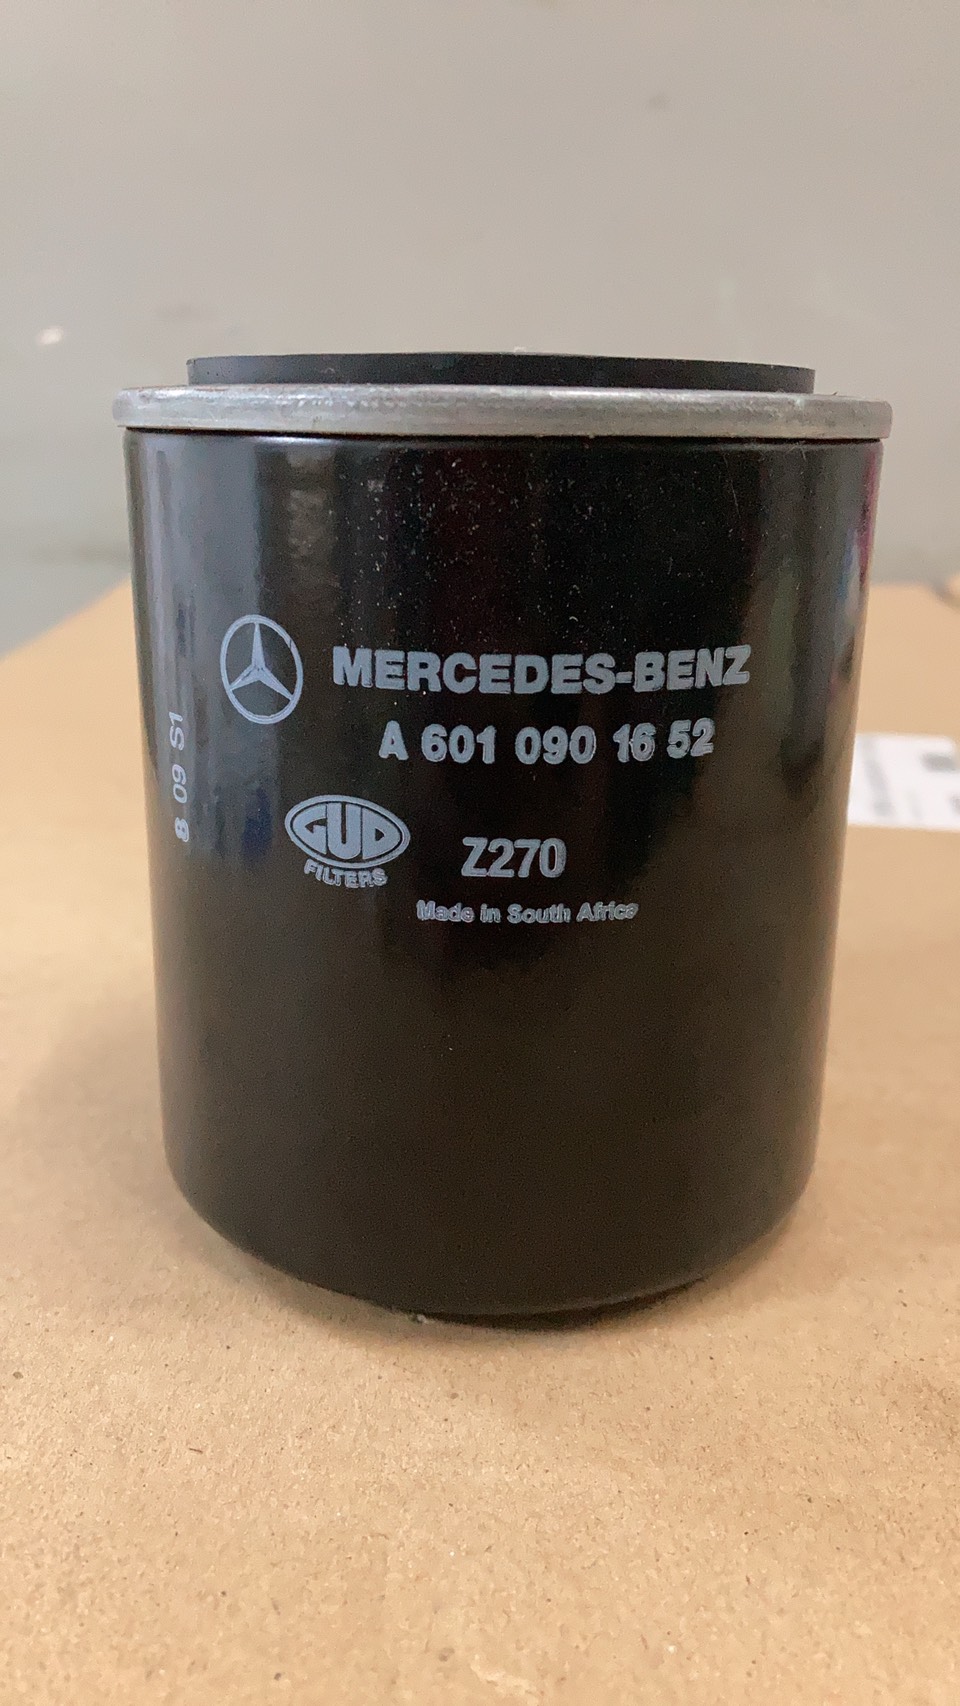 MERCEDES-BENZ
A 601 090 16 52
GUD
FILTERS
Z270
Made in South Africa
8 09 S1